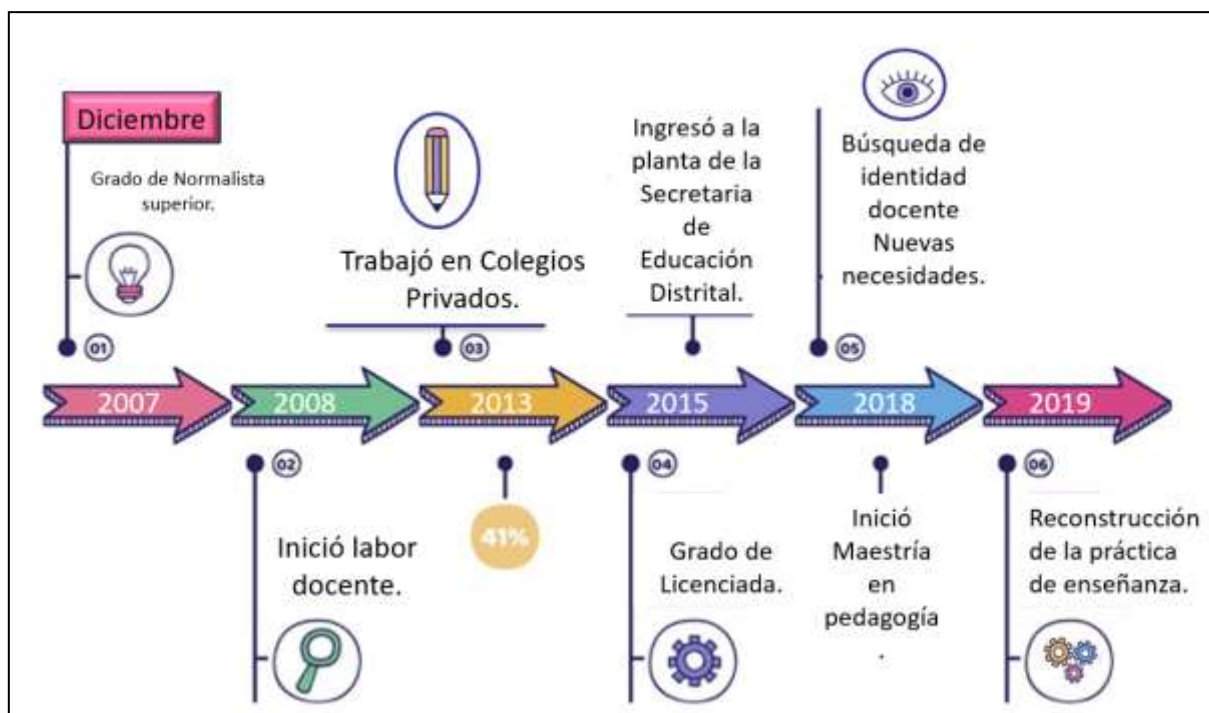 Diciembre
Grado de Normalista
superior.
01
2007
2008
02
Inició labor
docente.
Trabajó en Colegios
Privados.
03
2013
41%
Ingresó a la
planta de la
Secretaria
de
Educación
Distrital.
2015
04
Grado de
Licenciada.
Búsqueda de
identidad
docente
Nuevas
necesidades.
05
2018
Inició
Maestría
en
pedagogía
.
2019
06
Reconstrucción
de la práctica
de enseñanza.